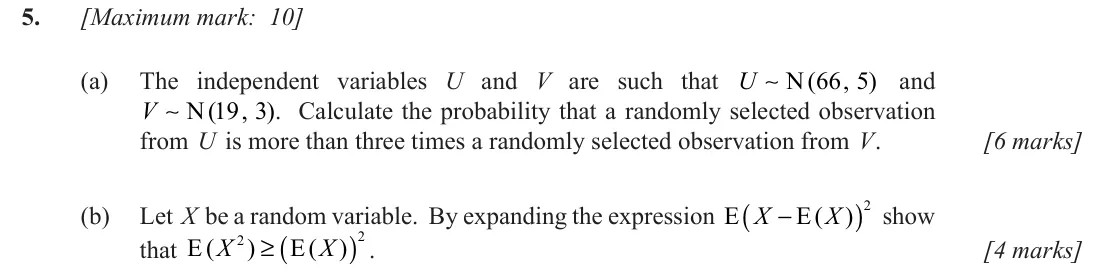 5. [Maximum mark: 10]
(a) The independent variables U and V are such that U ~ N(66, 5) and
V ~ N(19, 3). Calculate the probability that a randomly selected observation
from U is more than three times a randomly selected observation from V. [6 marks]
(b) Let X be a random variable. By expanding the expression E(X − E(X))² show
that E(X²) ≥ (E(X))². [4 marks]